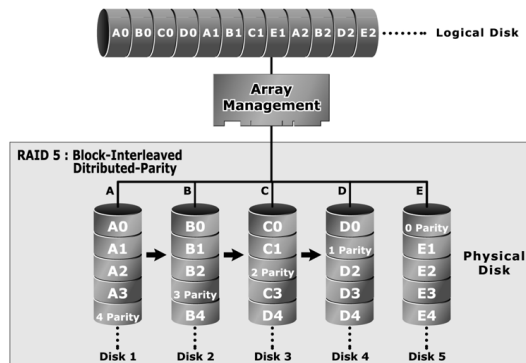 A0 B0 C0 D0 A1 B1 C1 E1 A2 B2 D2 E2 Logical Disk
Array
Management
RAID 5 : Block-Interleaved
Ditributed-Parity
A B C D E
A0 B0 C0 D0 0 Parity
A1 B1 C1 1 Parity E1
A2 B2 2 Parity D2 E2
Physical
Disk
A3 3 Parity C3 D3 E3
4 Parity B4 D4 D4 E4
Disk 1 Disk 2 Disk 3 Disk 4 Disk 5